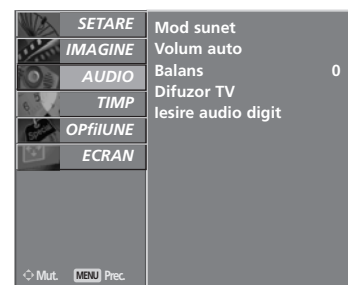 SETARE
IMAGINE
AUDIO
TIMP
OPfiIUNE
ECRAN
Mod sunet
Volum auto
Balans 0
Difuzor TV
Iesire audio digit
Mut. MENU Prec.